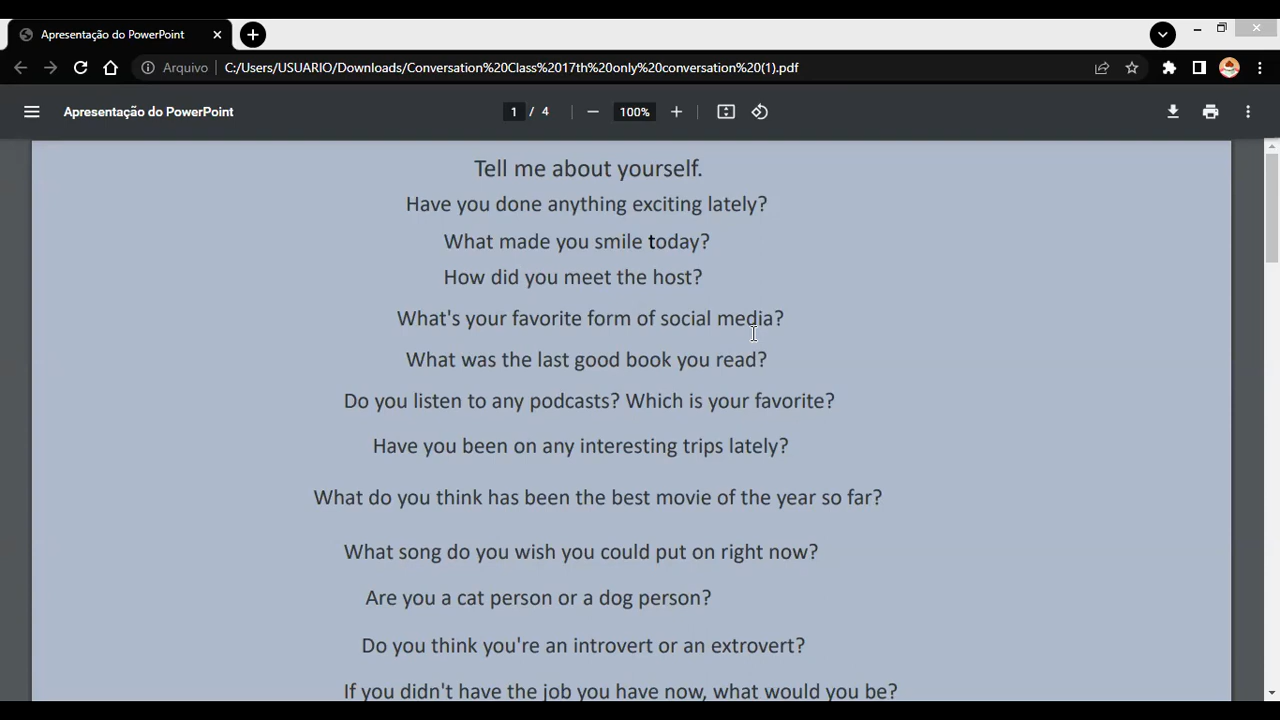 Apresentação do PowerPoint
Arquivo C:/Users/USUARIO/Downloads/Conversation%20Class%2017th%20only%20conversation%20(1).pdf
Apresentação do PowerPoint 1 / 4 100%
Tell me about yourself.
Have you done anything exciting lately?
What made you smile today?
How did you meet the host?
What's your favorite form of social media?
What was the last good book you read?
Do you listen to any podcasts? Which is your favorite?
Have you been on any interesting trips lately?
What do you think has been the best movie of the year so far?
What song do you wish you could put on right now?
Are you a cat person or a dog person?
Do you think you're an introvert or an extrovert?
If you didn't have the job you have now, what would you be?